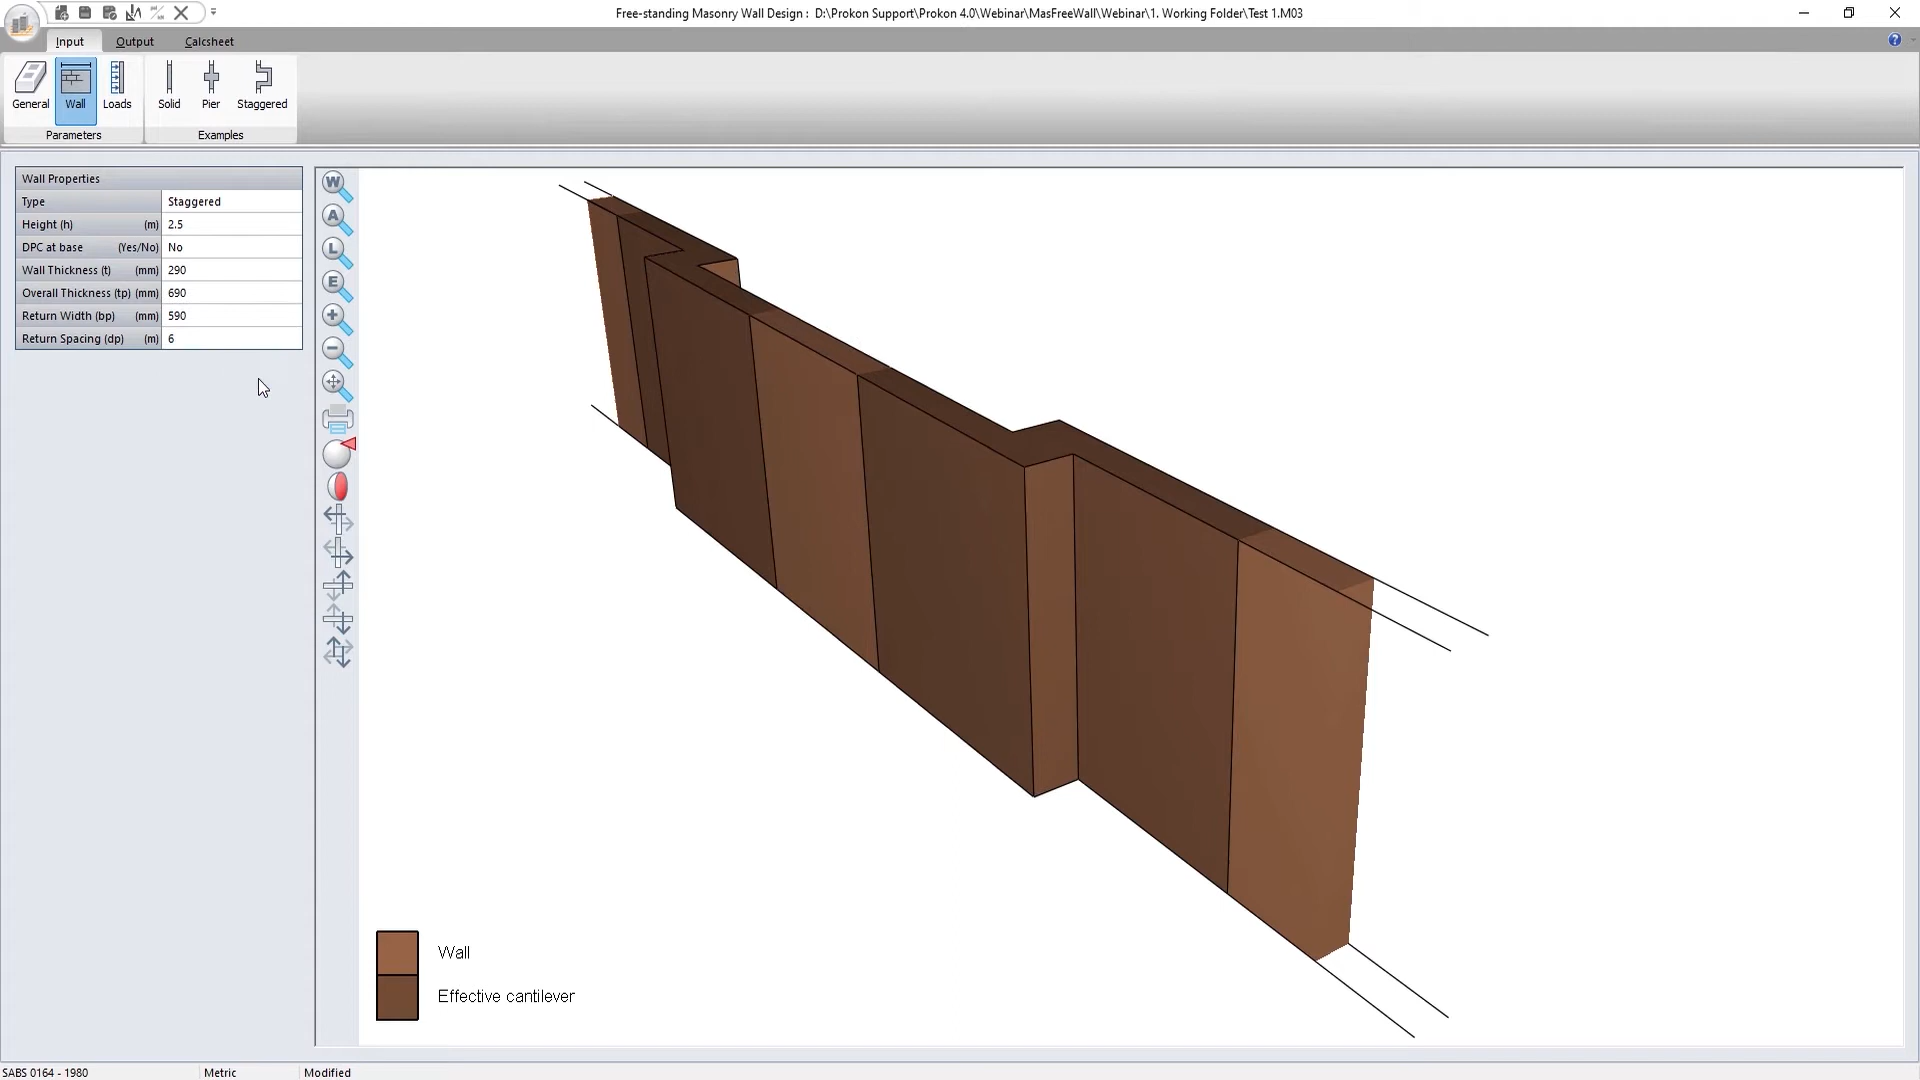 Free-standing Masonry Wall Design :  D:\Prokon Support\Prokon 4.0\Webinar\MasFreeWall\Webinar\1. Working Folder\Test 1.M03
Input Output Calcsheet
General Wall Loads Solid Pier Staggered
Parameters Examples
Wall Properties
Type Staggered
Height (h) (m) 2.5
DPC at base (Yes/No) No
Wall Thickness (t) (mm) 290
Overall Thickness (tp) (mm) 690
Return Width (bp) (mm) 590
Return Spacing (dp) (m) 6
W
A
L
E
Wall
Effective cantilever
SABS 0164 - 1980 Metric Modified